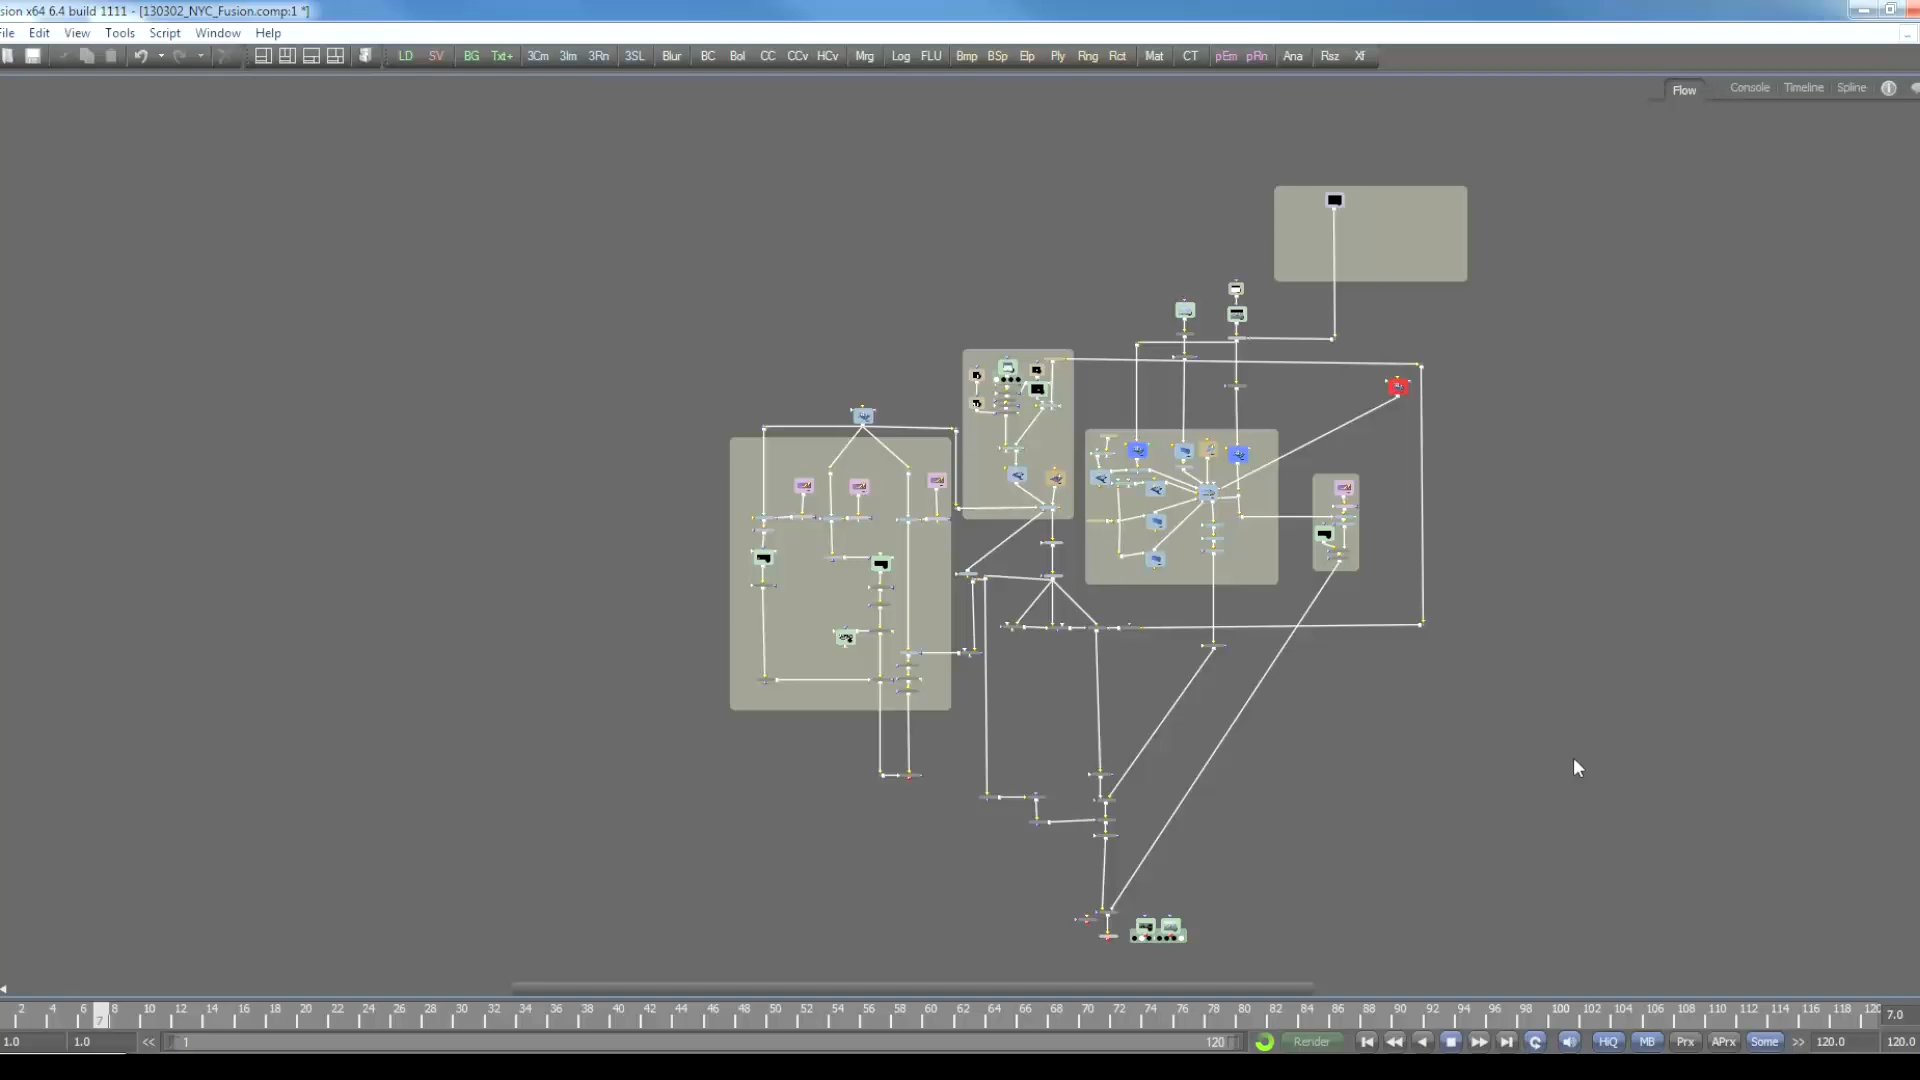 sion x64 6.4 build 1111 - [130302_NYC_Fusion.comp:1 *]
File Edit View Tools Script Window Help
LD SV BG Txt+ 3Cm 3Im 3Rn 3SL Blur BC Bol CC CCv HCv Mrg Log FLU Bmp BSp Elp Ply Rng Rct Mat CT pEm pRn Ana Rsz Xf
Flow Console Timeline Spline
2 4 6 8 10 12 14 16 18 20 22 24 26 28 30 32 34 36 38 40 42 44 46 48 50 52 54 56 58 60 62 64 66 68 70 72 74 76 78 80 82 84 86 88 90 92 94 96 98 100 102 104 106 108 110 112 114 116 118 120 7.0
7
1.0 1.0 << 1 120 Render HiQ MB Prx APrx Some >> 120.0 120.0